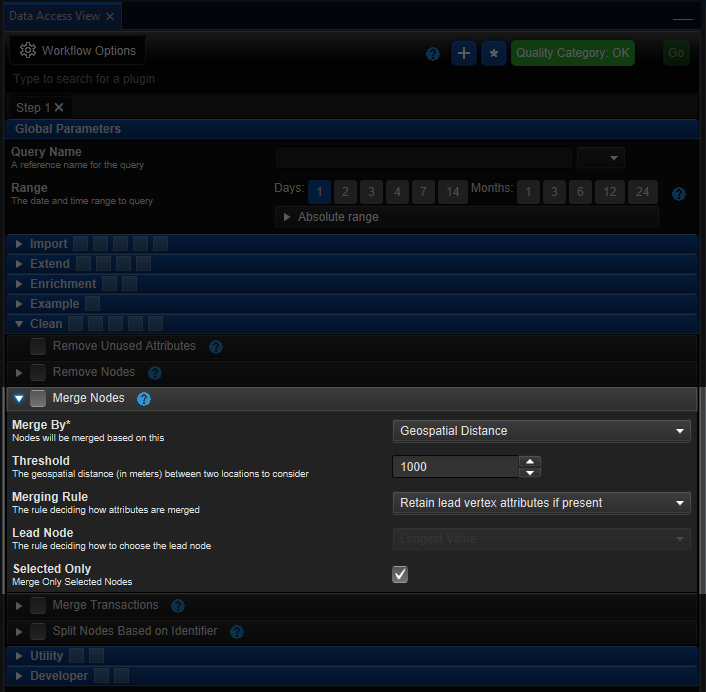 Data Access View
Workflow Options
? + ★ Quality Category: OK Go
Type to search for a plugin
Step 1
Global Parameters
Query Name
A reference name for the query
Range
The date and time range to query
Days: 1 2 3 4 7 14 Months: 1 3 6 12 24 ?
Absolute range
Import
Extend
Enrichment
Example
Clean
Remove Unused Attributes ?
Remove Nodes ?
Merge Nodes ?
Merge By*
Nodes will be merged based on this
Geospatial Distance
Threshold
The geospatial distance (in meters) between two locations to consider
1000
Merging Rule
The rule deciding how attributes are merged
Retain lead vertex attributes if present
Lead Node
The rule deciding how to choose the lead node
Longest Value
Selected Only
Merge Only Selected Nodes
Merge Transactions ?
Split Nodes Based on Identifier ?
Utility
Developer